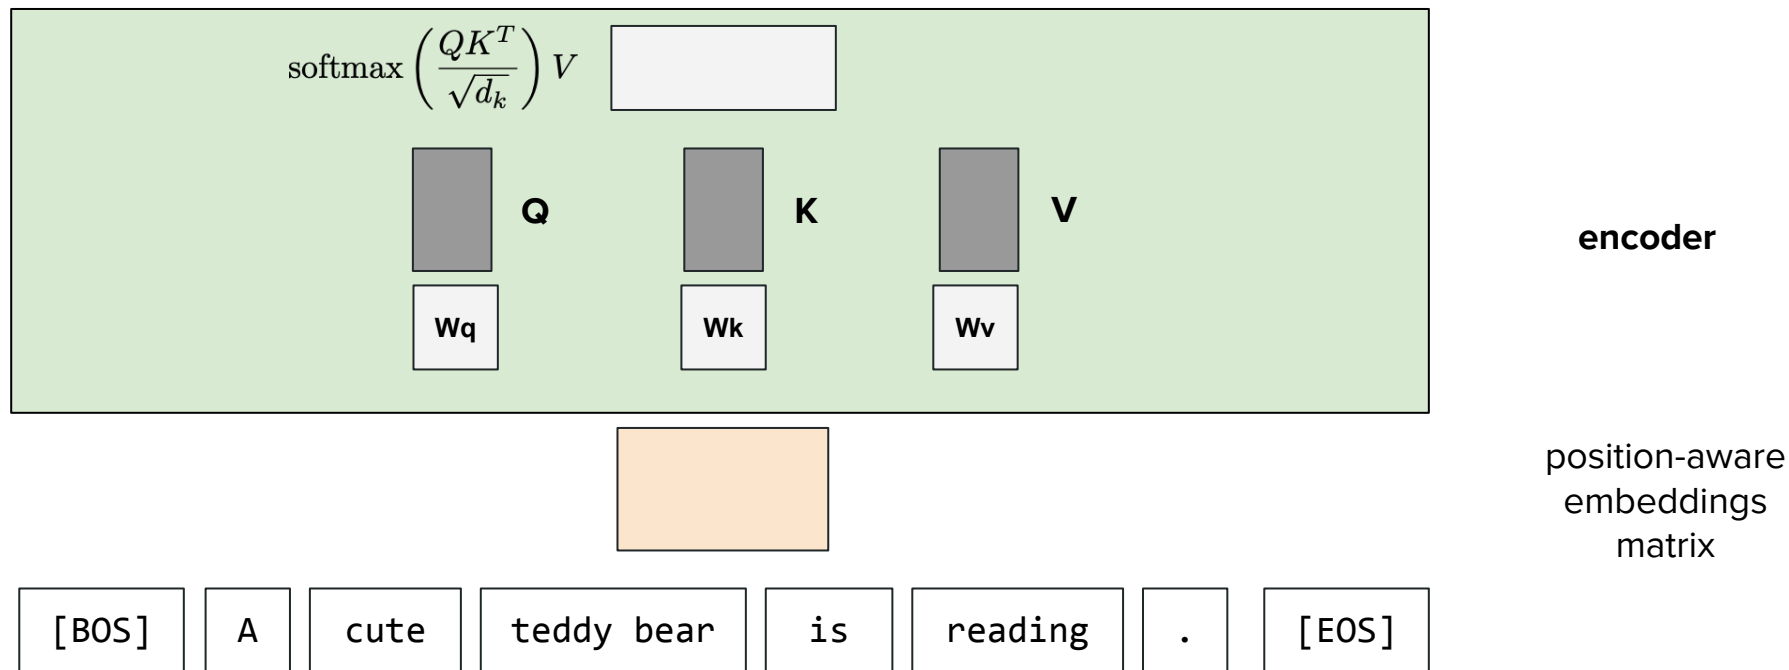 softmax(QK^T/√d_k)V
Q K V
encoder
Wq Wk Wv
position-aware
embeddings
matrix
[BOS] A cute teddy bear is reading . [EOS]